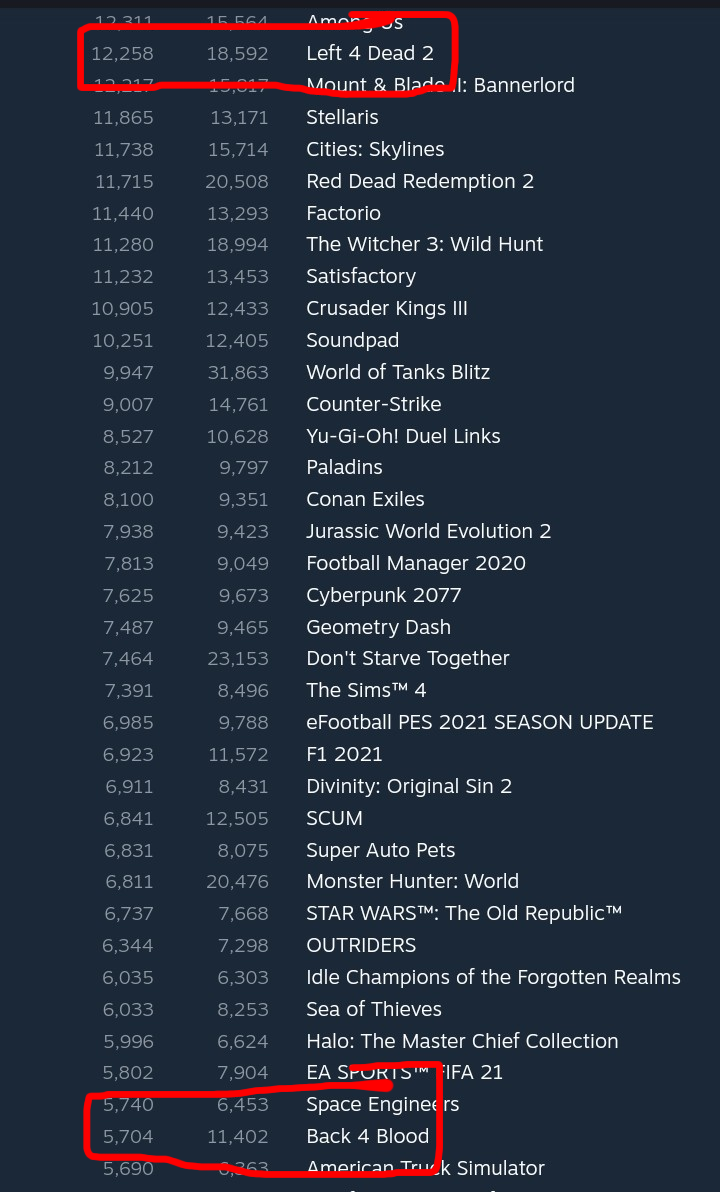 12,311 15,564 Among Us
12,258 18,592 Left 4 Dead 2
12,217 15,817 Mount & Blade II: Bannerlord
11,865 13,171 Stellaris
11,738 15,714 Cities: Skylines
11,715 20,508 Red Dead Redemption 2
11,440 13,293 Factorio
11,280 18,994 The Witcher 3: Wild Hunt
11,232 13,453 Satisfactory
10,905 12,433 Crusader Kings III
10,251 12,405 Soundpad
9,947 31,863 World of Tanks Blitz
9,007 14,761 Counter-Strike
8,527 10,628 Yu-Gi-Oh! Duel Links
8,212 9,797 Paladins
8,100 9,351 Conan Exiles
7,938 9,423 Jurassic World Evolution 2
7,813 9,049 Football Manager 2020
7,625 9,673 Cyberpunk 2077
7,487 9,465 Geometry Dash
7,464 23,153 Don't Starve Together
7,391 8,496 The Sims™ 4
6,985 9,788 eFootball PES 2021 SEASON UPDATE
6,923 11,572 F1 2021
6,911 8,431 Divinity: Original Sin 2
6,841 12,505 SCUM
6,831 8,075 Super Auto Pets
6,811 20,476 Monster Hunter: World
6,737 7,668 STAR WARS™: The Old Republic™
6,344 7,298 OUTRIDERS
6,035 6,303 Idle Champions of the Forgotten Realms
6,033 8,253 Sea of Thieves
5,996 6,624 Halo: The Master Chief Collection
5,802 7,904 EA SPORTS™ FIFA 21
5,740 6,453 Space Engineers
5,704 11,402 Back 4 Blood
5,690 6,363 American Truck Simulator